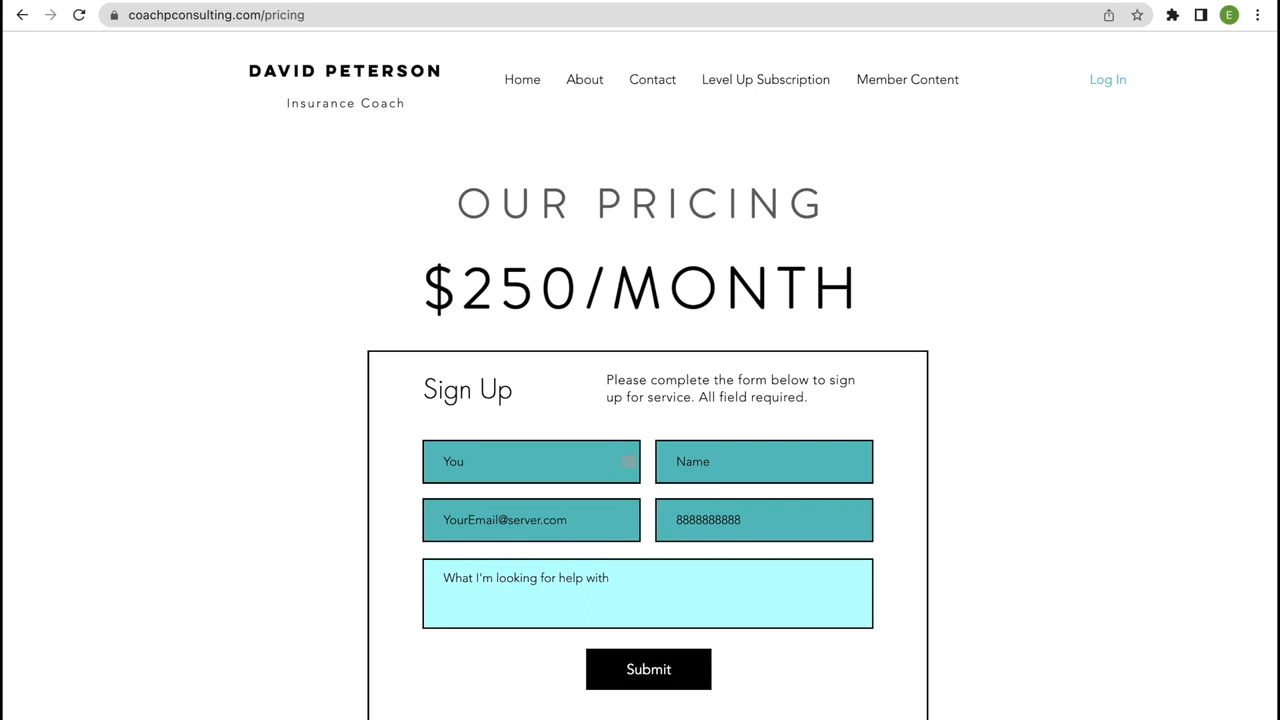 coachpconsulting.com/pricing
E
DAVID PETERSON
Insurance Coach
Home About Contact Level Up Subscription Member Content Log In
OUR PRICING
$250/MONTH
Sign Up
Please complete the form below to sign
up for service. All field required.
You Name
YourEmail@server.com 8888888888
What I'm looking for help with
Submit